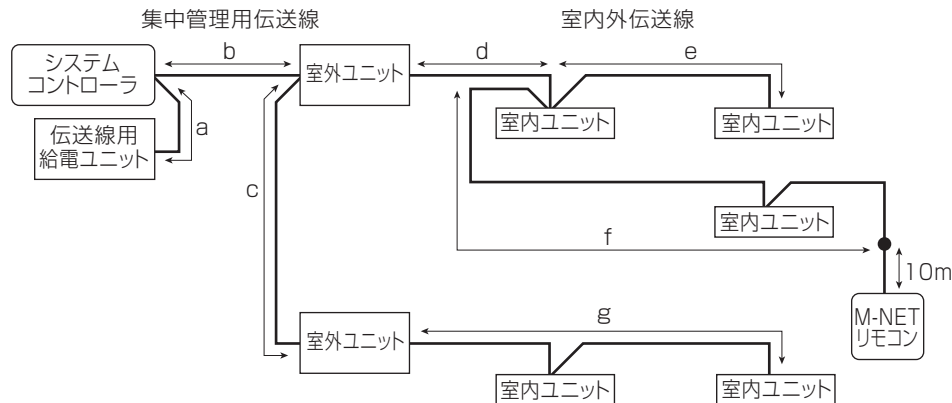 集中管理用伝送線
室内外伝送線
システム
コントローラ
b
室外ユニット
d
e
a
伝送線用
給電ユニット
室内ユニット
室内ユニット
c
室内ユニット
f
10m
M-NET
リモコン
室外ユニット
g
室内ユニット
室内ユニット